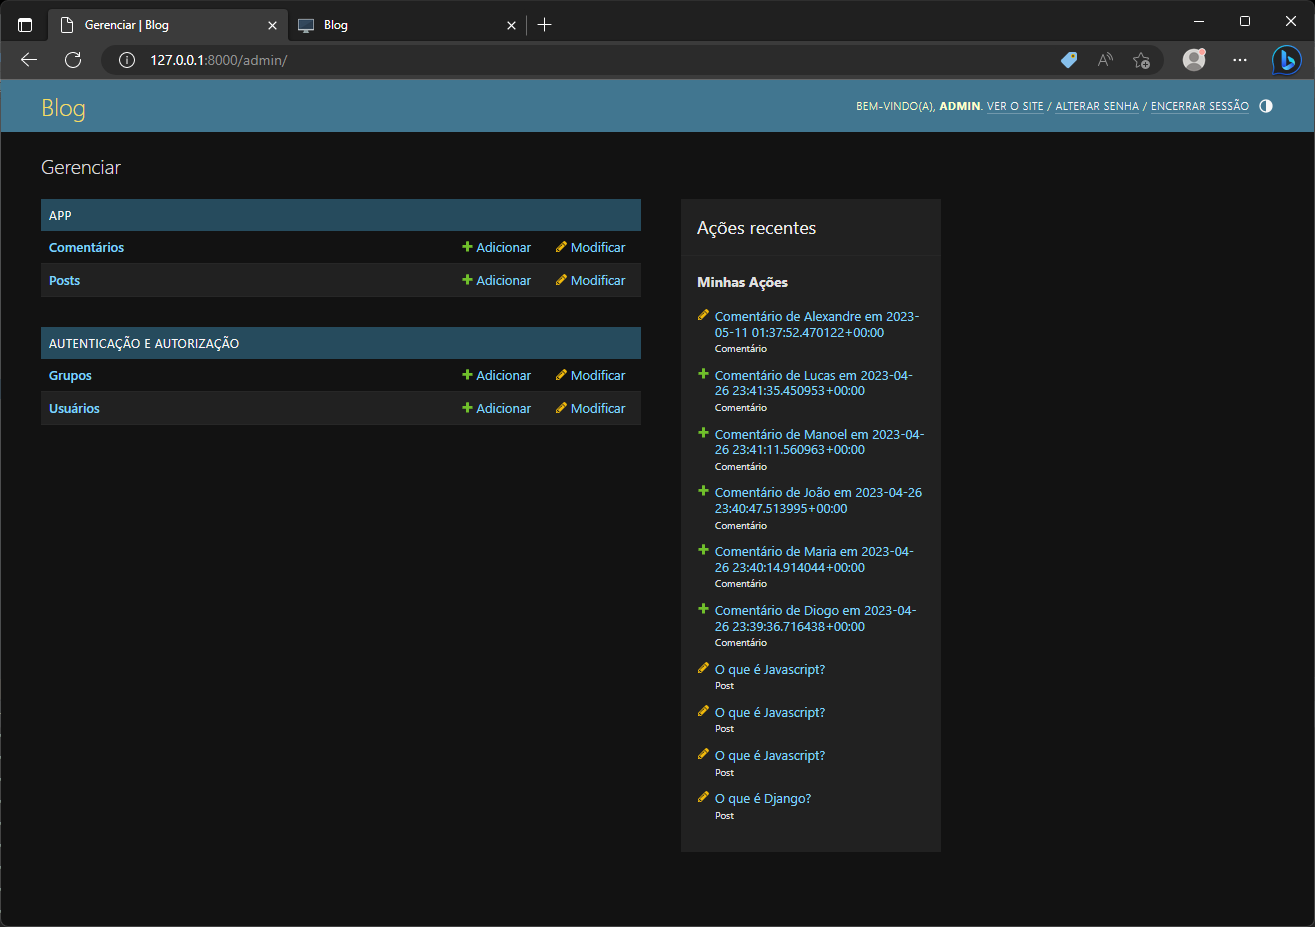 Gerenciar | Blog
Blog
127.0.0.1:8000/admin/
Blog
BEM-VINDO(A), ADMIN. VER O SITE / ALTERAR SENHA / ENCERRAR SESSÃO
Gerenciar
APP
Comentários Adicionar Modificar
Posts Adicionar Modificar
AUTENTICAÇÃO E AUTORIZAÇÃO
Grupos Adicionar Modificar
Usuários Adicionar Modificar
Ações recentes
Minhas Ações
Comentário de Alexandre em 2023-
05-11 01:37:52.470122+00:00
Comentário
Comentário de Lucas em 2023-04-
26 23:41:35.450953+00:00
Comentário
Comentário de Manoel em 2023-04-
26 23:41:11.560963+00:00
Comentário
Comentário de João em 2023-04-26
23:40:47.513995+00:00
Comentário
Comentário de Maria em 2023-04-
26 23:40:14.914044+00:00
Comentário
Comentário de Diogo em 2023-04-
26 23:39:36.716438+00:00
Comentário
O que é Javascript?
Post
O que é Javascript?
Post
O que é Javascript?
Post
O que é Django?
Post